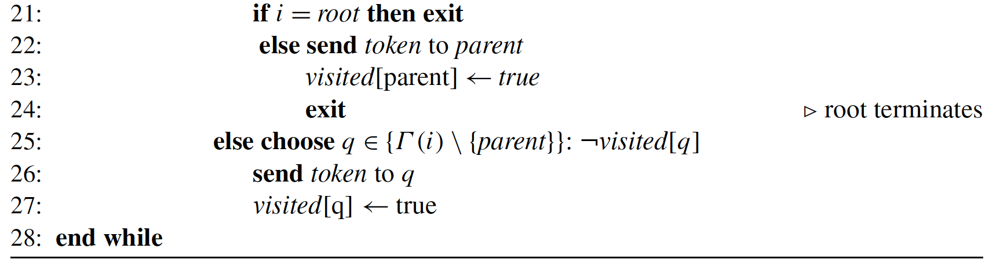 21: if i = root then exit
22: else send token to parent
23: visited[parent] ← true
24: exit ▷ root terminates
25: else choose q ∈ {Γ(i) \ {parent}}: ¬visited[q]
26: send token to q
27: visited[q] ← true
28: end while